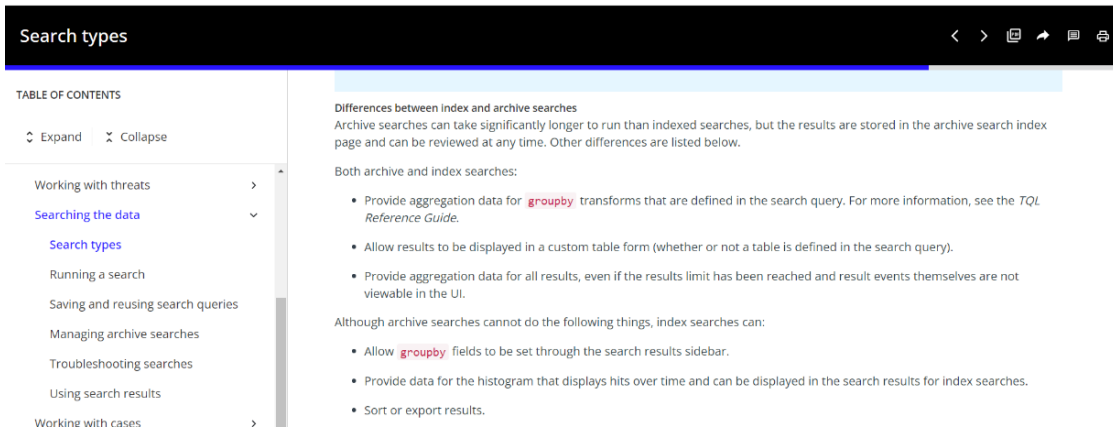 Search types
TABLE OF CONTENTS
Expand Collapse
Working with threats
Searching the data
Search types
Running a search
Saving and reusing search queries
Managing archive searches
Troubleshooting searches
Using search results
Working with cases
Differences between index and archive searches
Archive searches can take significantly longer to run than indexed searches, but the results are stored in the archive search index
page and can be reviewed at any time. Other differences are listed below.
Both archive and index searches:
• Provide aggregation data for groupby transforms that are defined in the search query. For more information, see the TQL
Reference Guide.
• Allow results to be displayed in a custom table form (whether or not a table is defined in the search query).
• Provide aggregation data for all results, even if the results limit has been reached and result events themselves are not
viewable in the UI.
Although archive searches cannot do the following things, index searches can:
• Allow groupby fields to be set through the search results sidebar.
• Provide data for the histogram that displays hits over time and can be displayed in the search results for index searches.
• Sort or export results.